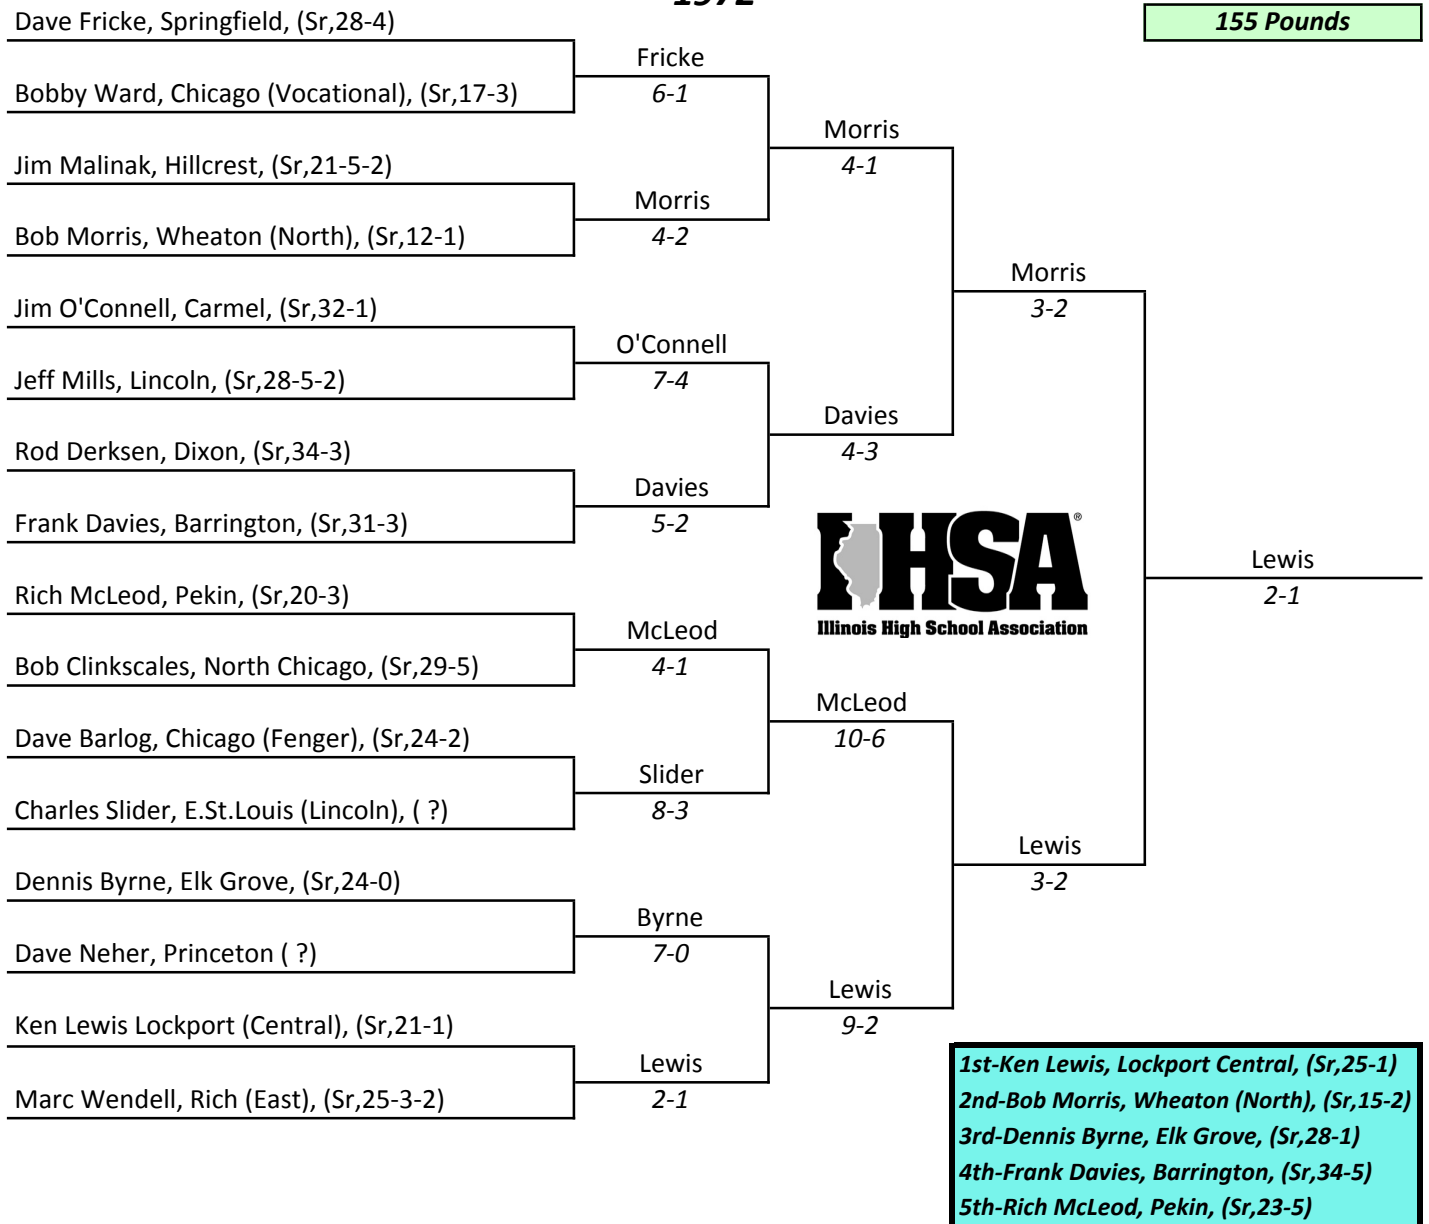 1972
Dave Fricke, Springfield, (Sr,28-4)
155 Pounds
Fricke
Bobby Ward, Chicago (Vocational), (Sr,17-3)
6-1
Morris
Jim Malinak, Hillcrest, (Sr,21-5-2)
4-1
Morris
Bob Morris, Wheaton (North), (Sr,12-1)
4-2
Morris
Jim O'Connell, Carmel, (Sr,32-1)
3-2
O'Connell
Jeff Mills, Lincoln, (Sr,28-5-2)
7-4
Davies
Rod Derksen, Dixon, (Sr,34-3)
4-3
Davies
Frank Davies, Barrington, (Sr,31-3)
5-2
IHSA®
Illinois High School Association
Lewis
2-1
Rich McLeod, Pekin, (Sr,20-3)
McLeod
Bob Clinkscales, North Chicago, (Sr,29-5)
4-1
McLeod
Dave Barlog, Chicago (Fenger), (Sr,24-2)
10-6
Slider
Charles Slider, E.St.Louis (Lincoln), ( ?)
8-3
Lewis
Dennis Byrne, Elk Grove, (Sr,24-0)
3-2
Byrne
Dave Neher, Princeton ( ?)
7-0
Lewis
Ken Lewis Lockport (Central), (Sr,21-1)
9-2
Lewis
Marc Wendell, Rich (East), (Sr,25-3-2)
2-1
1st-Ken Lewis, Lockport Central, (Sr,25-1)
2nd-Bob Morris, Wheaton (North), (Sr,15-2)
3rd-Dennis Byrne, Elk Grove, (Sr,28-1)
4th-Frank Davies, Barrington, (Sr,34-5)
5th-Rich McLeod, Pekin, (Sr,23-5)